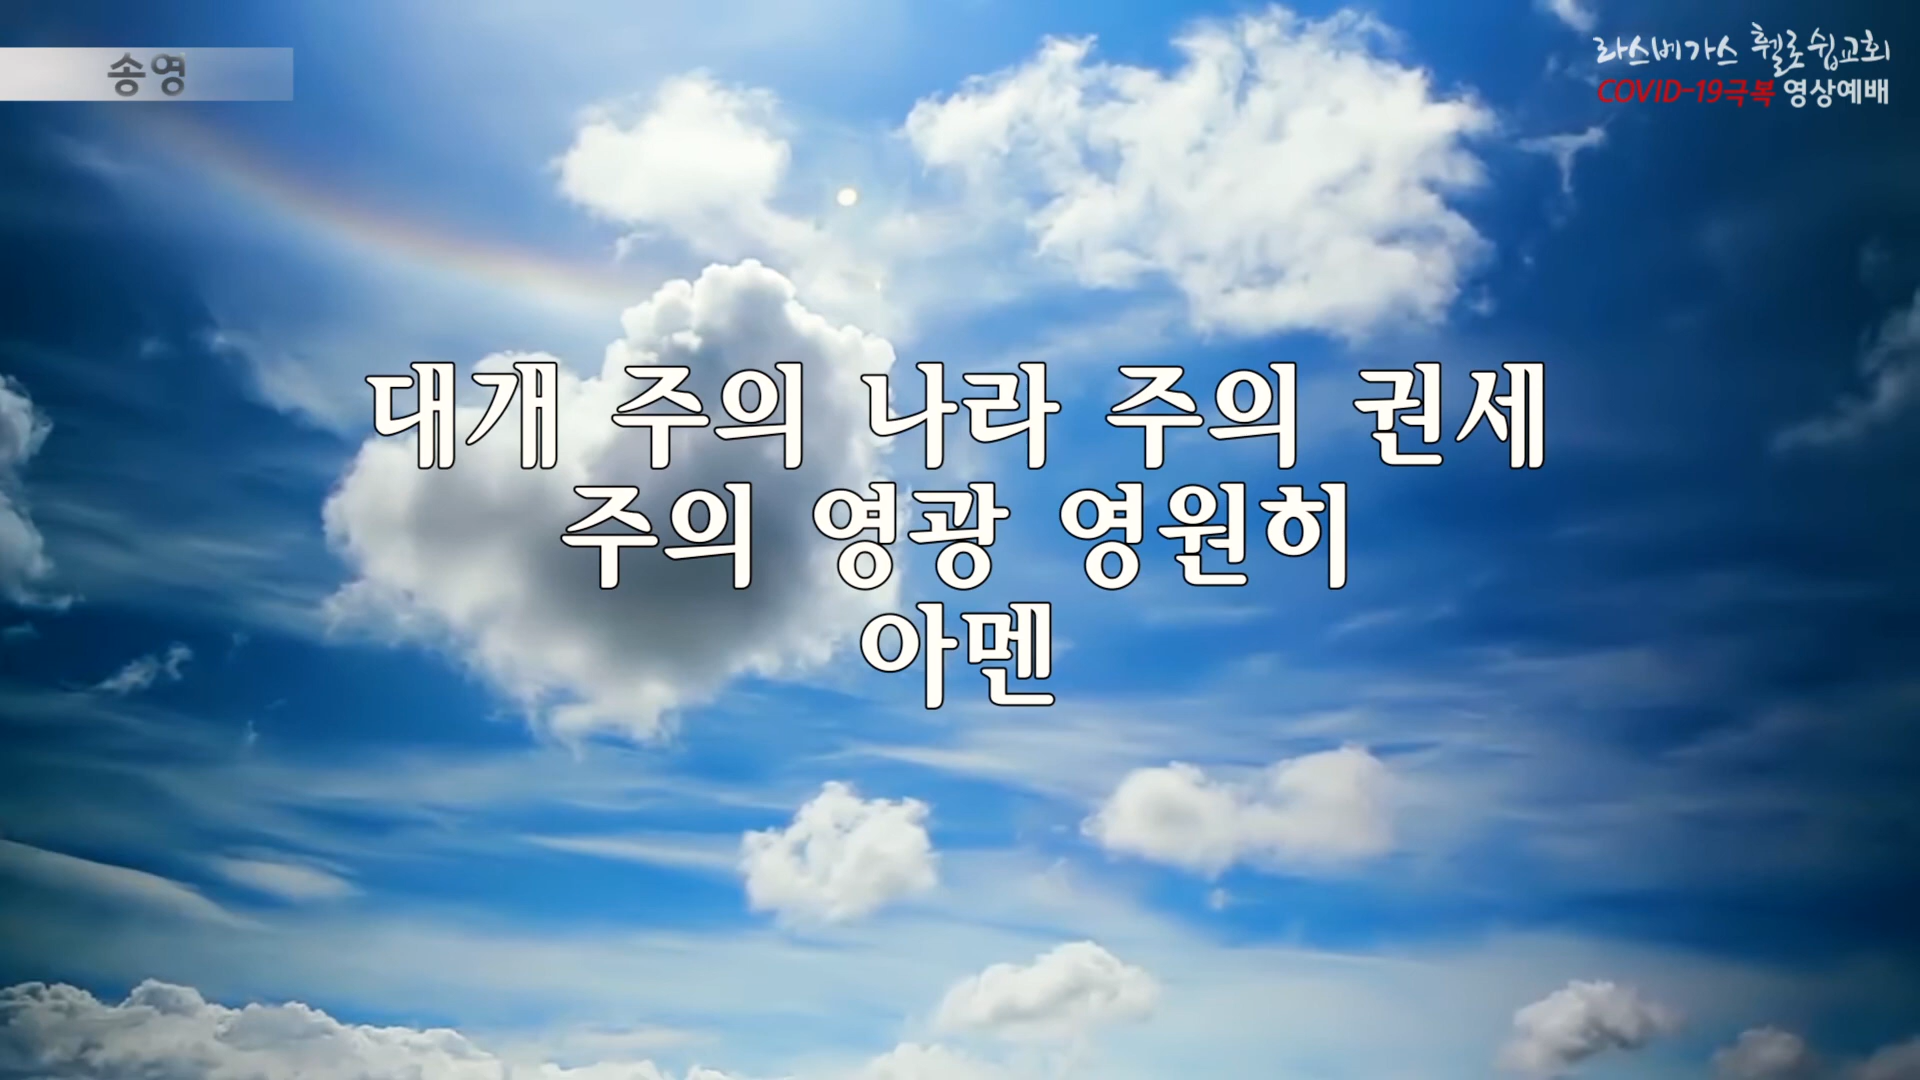 송영
라스베가스 휄로쉽교회
COVID-19극복 영상예배
대개 주의 나라 주의 권세
주의 영광 영원히
아멘